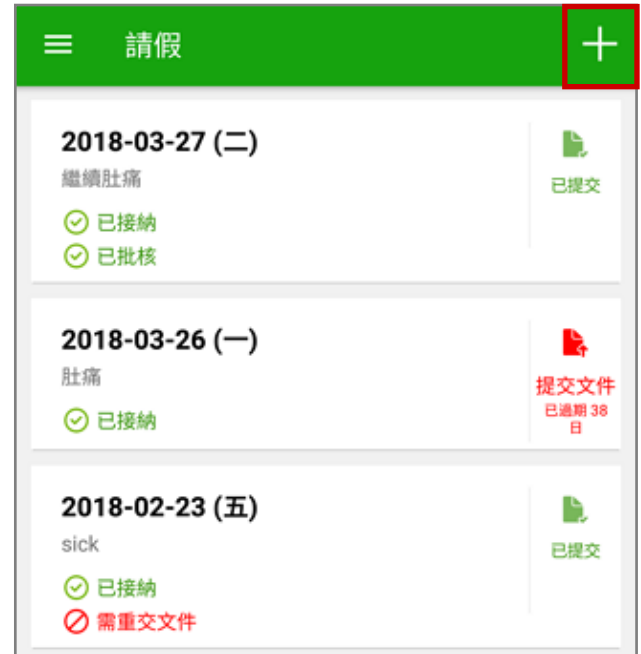 請假
2018-03-27 (二)
繼續肚痛
已接納
已批核
已提交
2018-03-26 (一)
肚痛
已接納
提交文件
已過期 38
日
2018-02-23 (五)
sick
已接納
需重交文件
已提交